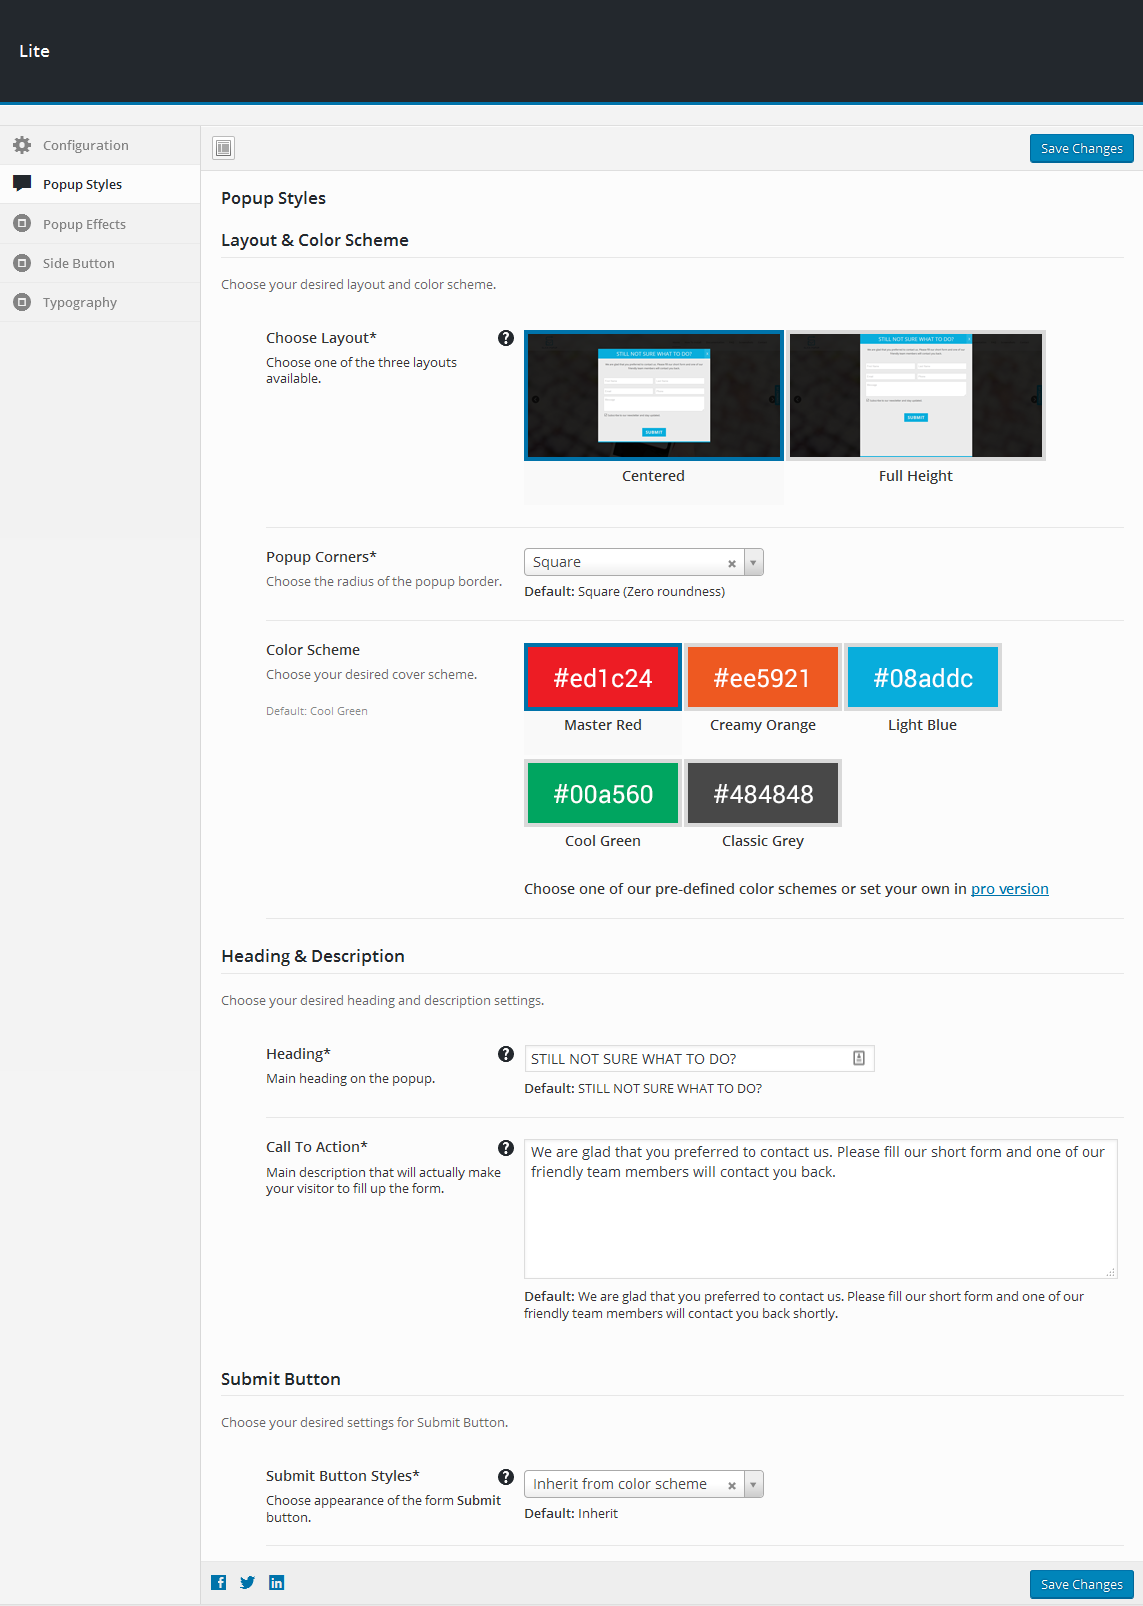 Lite
Configuration
Popup Styles
Popup Effects
Side Button
Typography
Save Changes
Popup Styles
Layout & Color Scheme
Choose your desired layout and color scheme.
Choose Layout*
Choose one of the three layouts
available.
STILL NOT SURE WHAT TO DO?
SUBMIT
Centered
STILL NOT SURE WHAT TO DO?
SUBMIT
Full Height
Popup Corners*
Choose the radius of the popup border.
Square
Default: Square (Zero roundness)
Color Scheme
Choose your desired cover scheme.
Default: Cool Green
#ed1c24
Master Red
#ee5921
Creamy Orange
#08addc
Light Blue
#00a560
Cool Green
#484848
Classic Grey
Choose one of our pre-defined color schemes or set your own in pro version
Heading & Description
Choose your desired heading and description settings.
Heading*
Main heading on the popup.
STILL NOT SURE WHAT TO DO?
Default: STILL NOT SURE WHAT TO DO?
Call To Action*
Main description that will actually make
your visitor to fill up the form.
We are glad that you preferred to contact us. Please fill our short form and one of our
friendly team members will contact you back.
Default: We are glad that you preferred to contact us. Please fill our short form and one of our
friendly team members will contact you back shortly.
Submit Button
Choose your desired settings for Submit Button.
Submit Button Styles*
Choose appearance of the form Submit
button.
Inherit from color scheme
Default: Inherit
Save Changes